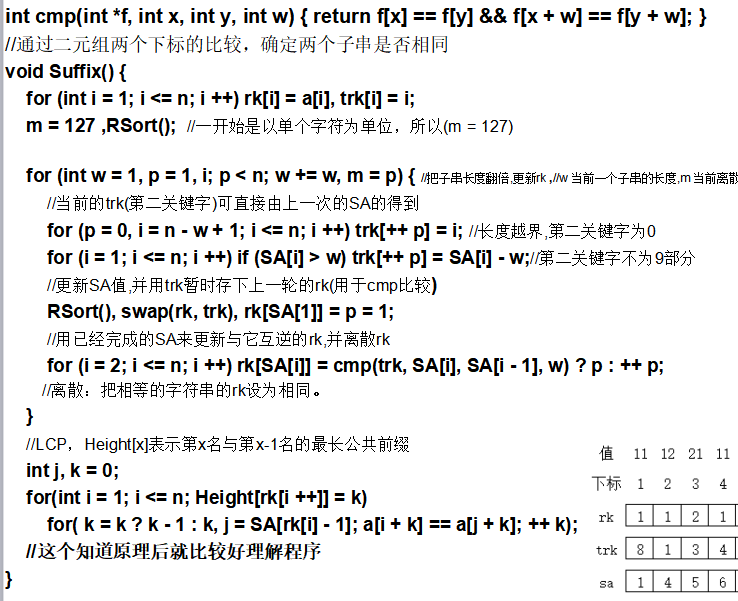 int cmp(int *f, int x, int y, int w) { return f[x] == f[y] && f[x + w] == f[y + w]; }
//通过二元组两个下标的比较，确定两个子串是否相同
void Suffix() {
for (int i = 1; i <= n; i ++) rk[i] = a[i], trk[i] = i;
m = 127 ,RSort(); //一开始是以单个字符为单位，所以(m = 127)
for (int w = 1, p = 1, i; p < n; w += w, m = p) { //把子串长度翻倍,更新rk ,//w 当前一个子串的长度,m 当前离散
//当前的trk(第二关键字)可直接由上一次的SA的得到
for (p = 0, i = n - w + 1; i <= n; i ++) trk[++ p] = i; //长度越界,第二关键字为0
for (i = 1; i <= n; i ++) if (SA[i] > w) trk[++ p] = SA[i] - w;//第二关键字不为9部分
//更新SA值,并用trk暂时存下上一轮的rk(用于cmp比较)
RSort(), swap(rk, trk), rk[SA[1]] = p = 1;
//用已经完成的SA来更新与它互逆的rk,并离散rk
for (i = 2; i <= n; i ++) rk[SA[i]] = cmp(trk, SA[i], SA[i - 1], w) ? p : ++ p;
//离散：把相等的字符串的rk设为相同。
}
//LCP，Height[x]表示第x名与第x-1名的最长公共前缀
int j, k = 0;
for(int i = 1; i <= n; Height[rk[i ++]] = k)
for( k = k ? k - 1 : k, j = SA[rk[i] - 1]; a[i + k] == a[j + k]; ++ k);
//这个知道原理后就比较好理解程序
}
值 11 12 21 11
下标 1 2 3 4
rk 1 1 2 1
trk 8 1 3 4
sa 1 4 5 6